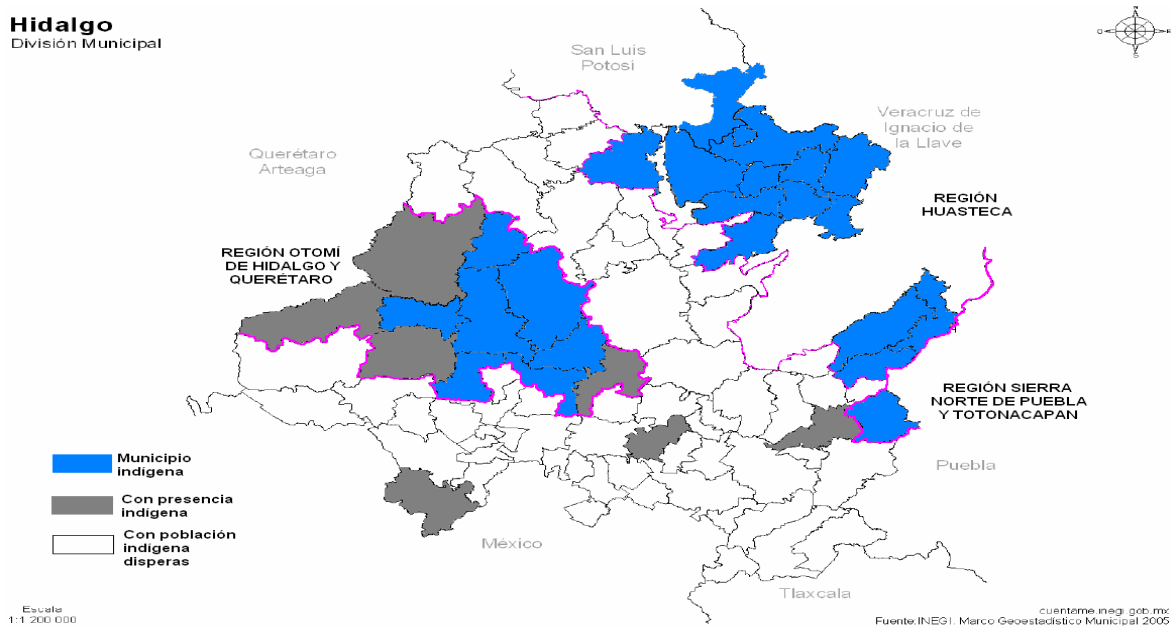 Hidalgo
División Municipal
San Luis
Potosí
Veracruz de
Ignacio de
la Llave
Querétaro
Arteaga
REGIÓN
HUASTECA
REGIÓN OTOMÍ
DE HIDALGO Y
QUERÉTARO
REGIÓN SIERRA
NORTE DE PUEBLA
Y TOTONACAPAN
Puebla
México
Tlaxcala
Municipio
indígena
Con presencia
indígena
Con población
indígena
disperas
Escala
1:1 200 000
cuentame.inegi.gob.mx
Fuente:INEGI. Marco Geoestadístico Municipal 2005
N
E
S
O